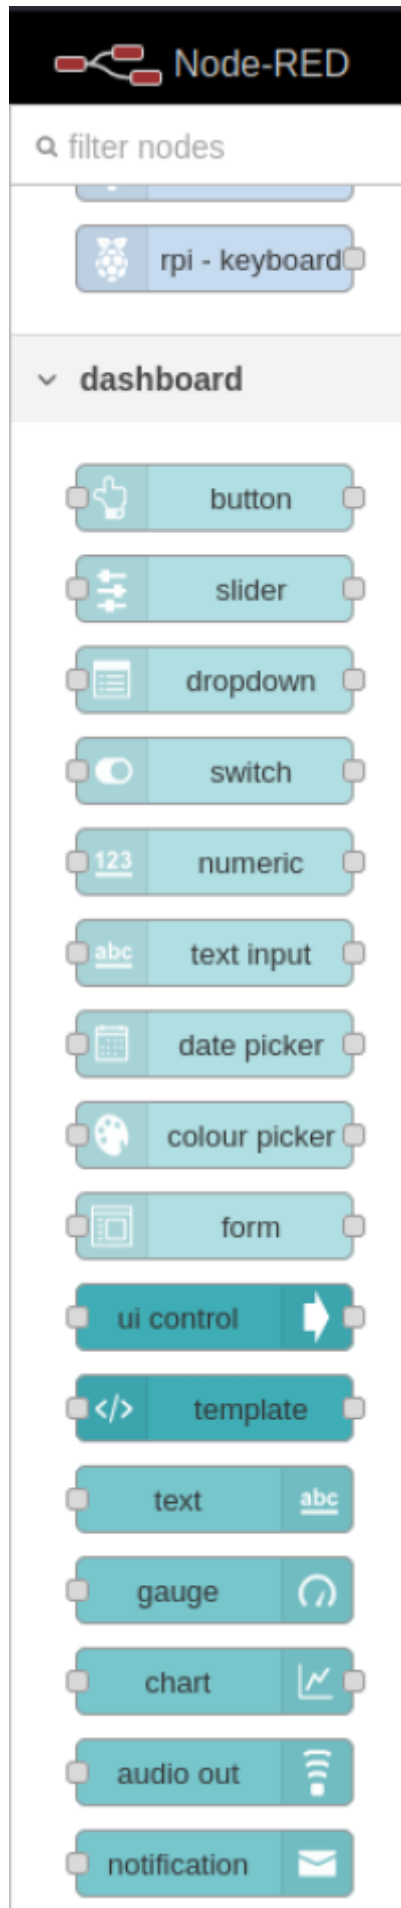 Node-RED
filter nodes
rpi - keyboard
dashboard
button
slider
dropdown
switch
123 numeric
abc text input
date picker
colour picker
form
ui control
</> template
text abc
gauge
chart
audio out
notification